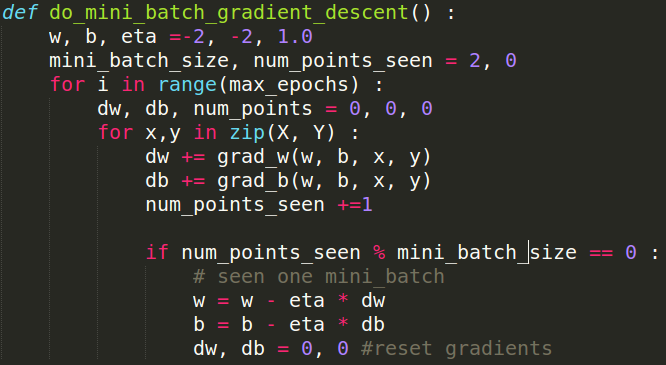 def do_mini_batch_gradient_descent() :
    w, b, eta =-2, -2, 1.0
    mini_batch_size, num_points_seen = 2, 0
    for i in range(max_epochs) :
        dw, db, num_points = 0, 0, 0
        for x,y in zip(X, Y) :
            dw += grad_w(w, b, x, y)
            db += grad_b(w, b, x, y)
            num_points_seen +=1

            if num_points_seen % mini_batch_size == 0 :
                # seen one mini_batch
                w = w - eta * dw
                b = b - eta * db
                dw, db = 0, 0 #reset gradients